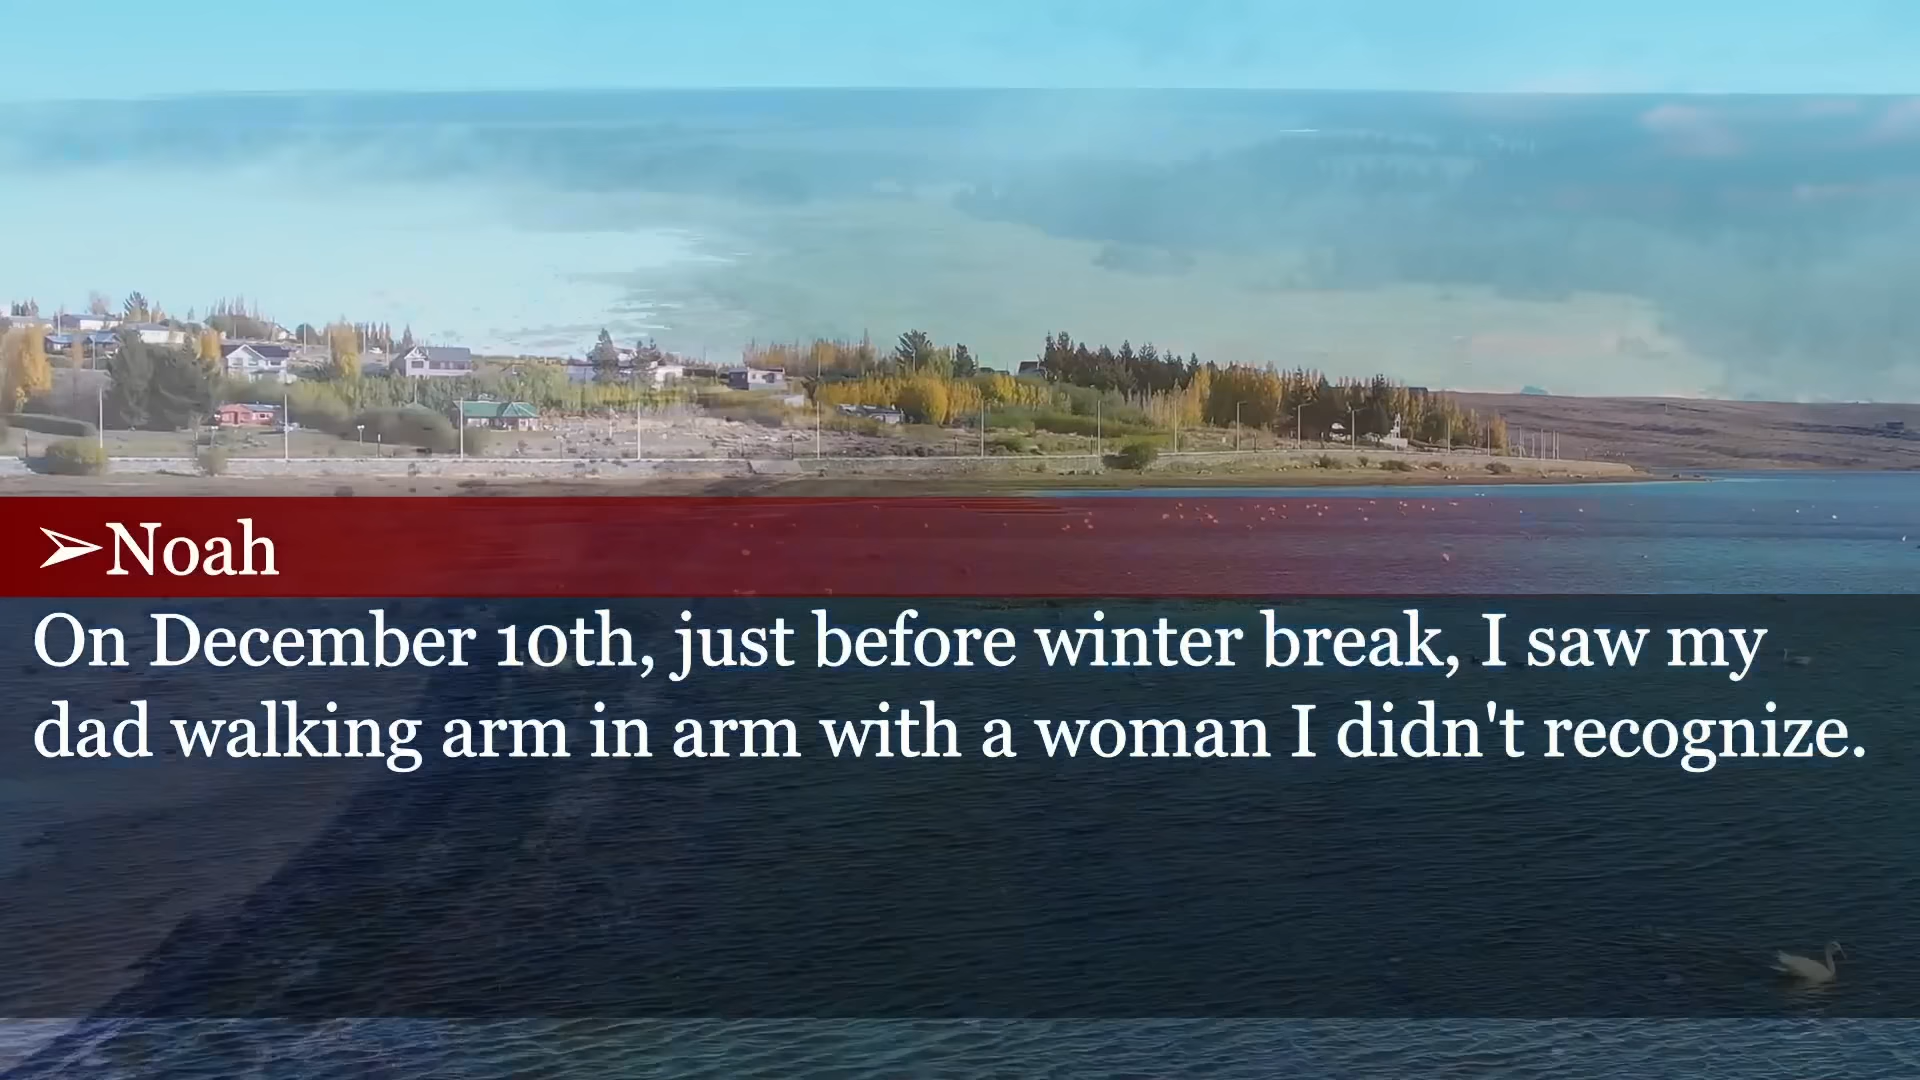 ➢Noah
On December 10th, just before winter break, I saw my
dad walking arm in arm with a woman I didn't recognize.